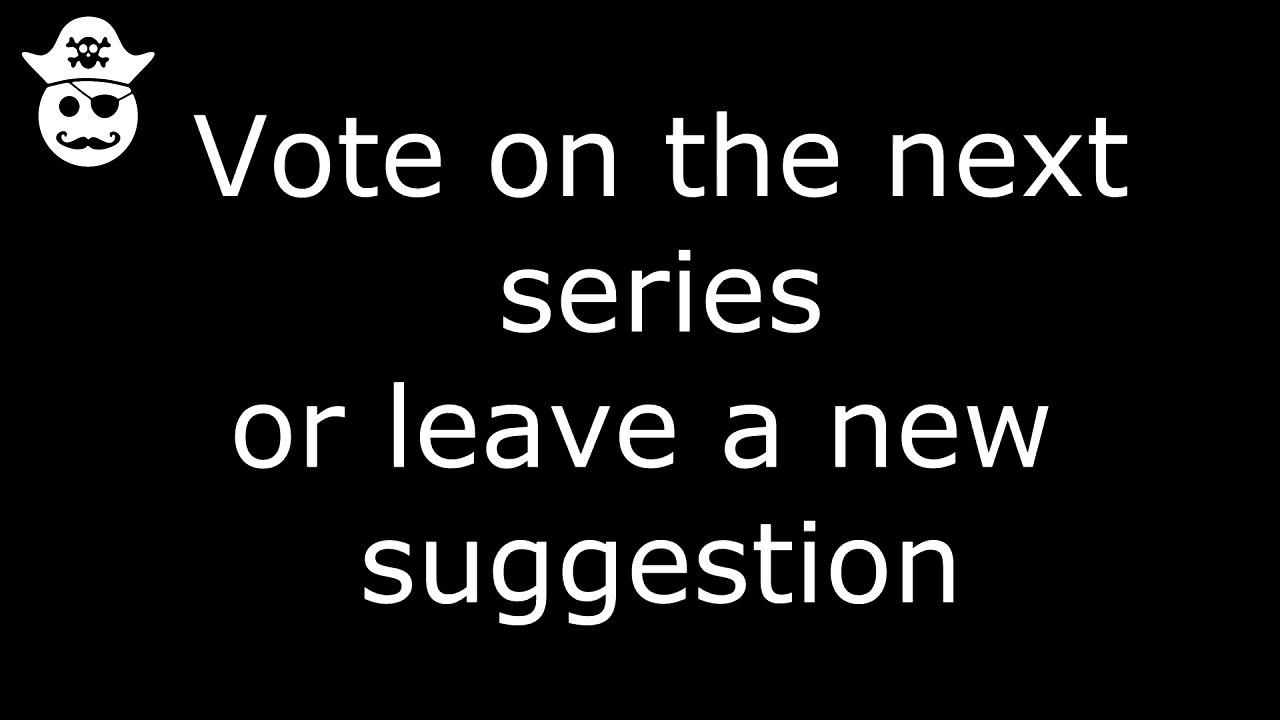 Vote on the next
series
or leave a new
suggestion